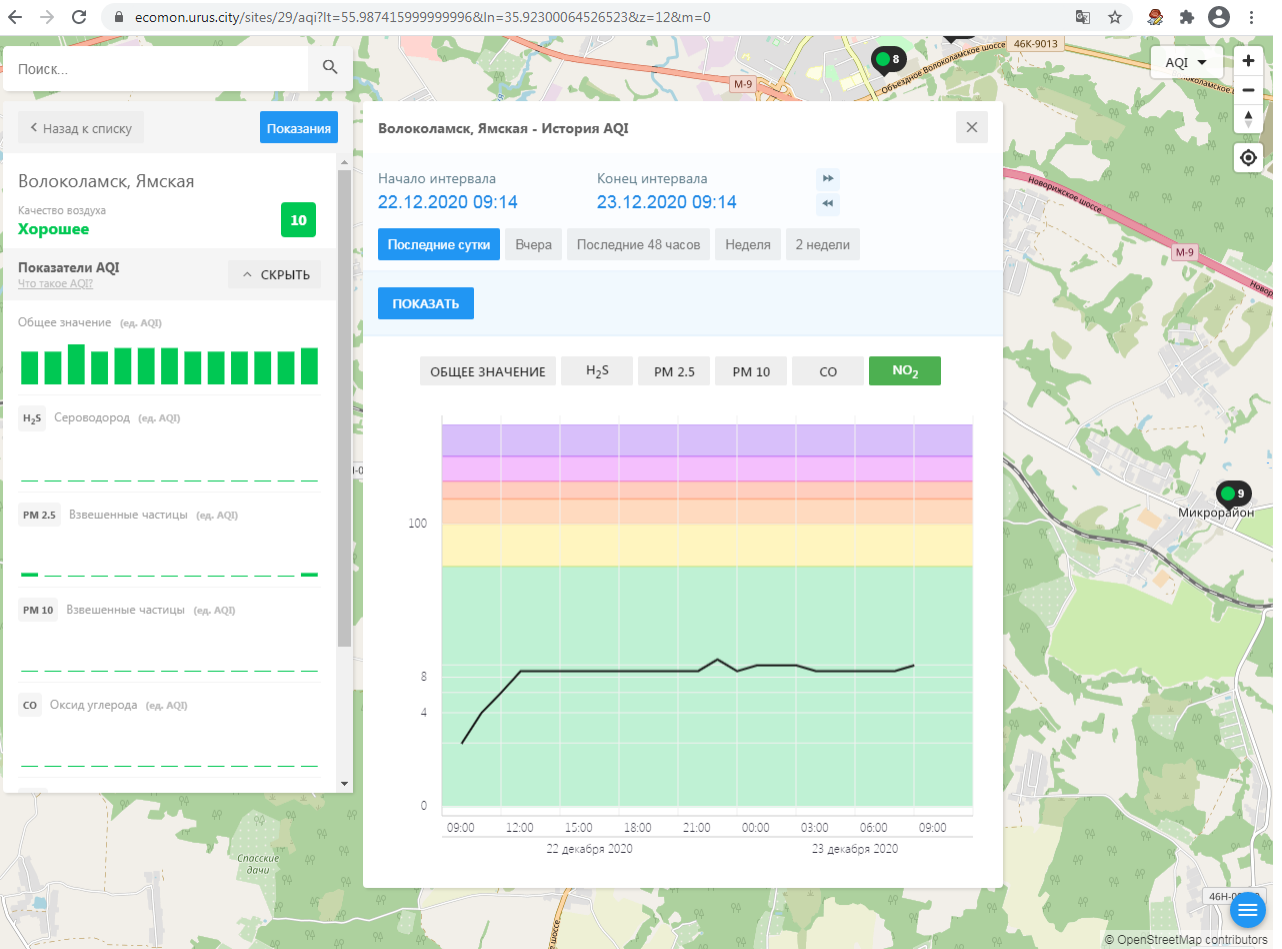 ecomon.urus.city/sites/29/aqi?lt=55.987415999999996&ln=35.92300064526523&z=12&m=0
Поиск...
46К-9013
М-9
8
Объездное Волоколамское шоссе
AQI
Назад к списку
Показания
Волоколамск, Ямская
Качество воздуха
Хорошее
10
Показатели AQI
Что такое AQI?
СКРЫТЬ
Общее значение (ед. AQI)
H2S Сероводород (ед. AQI)
PM 2.5 Взвешенные частицы (ед. AQI)
PM 10 Взвешенные частицы (ед. AQI)
CO Оксид углерода (ед. AQI)
Волоколамск, Ямская - История AQI
Начало интервала
Конец интервала
22.12.2020 09:14
23.12.2020 09:14
Последние сутки
Вчера
Последние 48 часов
Неделя
2 недели
ПОКАЗАТЬ
ОБЩЕЕ ЗНАЧЕНИЕ
H2S
PM 2.5
PM 10
CO
NO2
100
8
4
0
09:00 12:00 15:00 18:00 21:00 00:00 03:00 06:00 09:00
22 декабря 2020 23 декабря 2020
Новорижское шоссе
М-9
9
Микрорайон
Спасские
дачи
© OpenStreetMap contributors